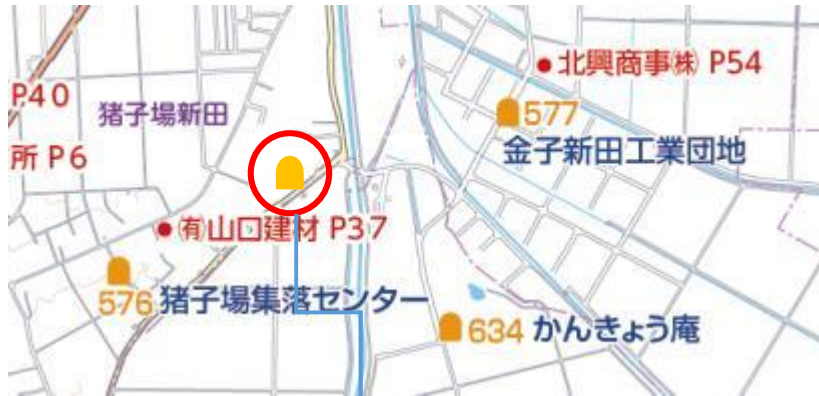 北興商事㈱ P54
P.40
猪子場新田
577
金子新田工業団地
所 P6
㈲山口建材 P37
576 猪子場集落センター
634 かんきょう庵